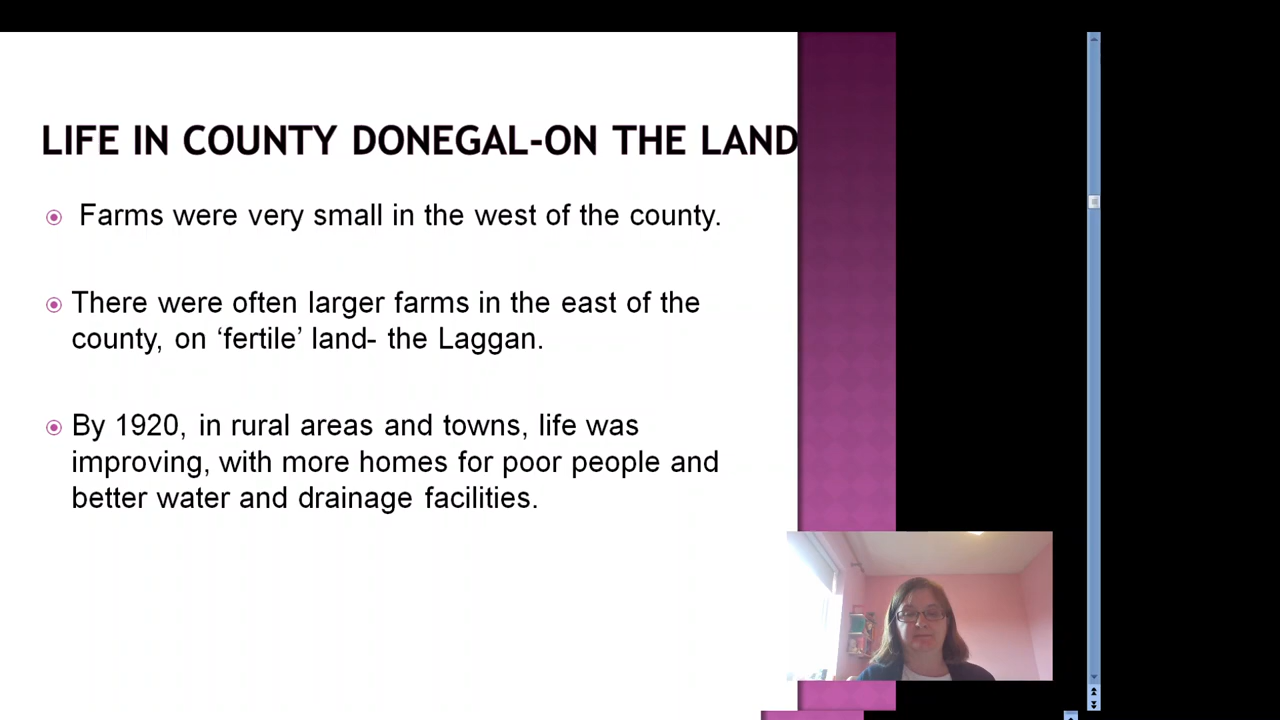 LIFE IN COUNTY DONEGAL-ON THE LAND
Farms were very small in the west of the county.
There were often larger farms in the east of the
county, on ‘fertile’ land- the Laggan.
By 1920, in rural areas and towns, life was
improving, with more homes for poor people and
better water and drainage facilities.